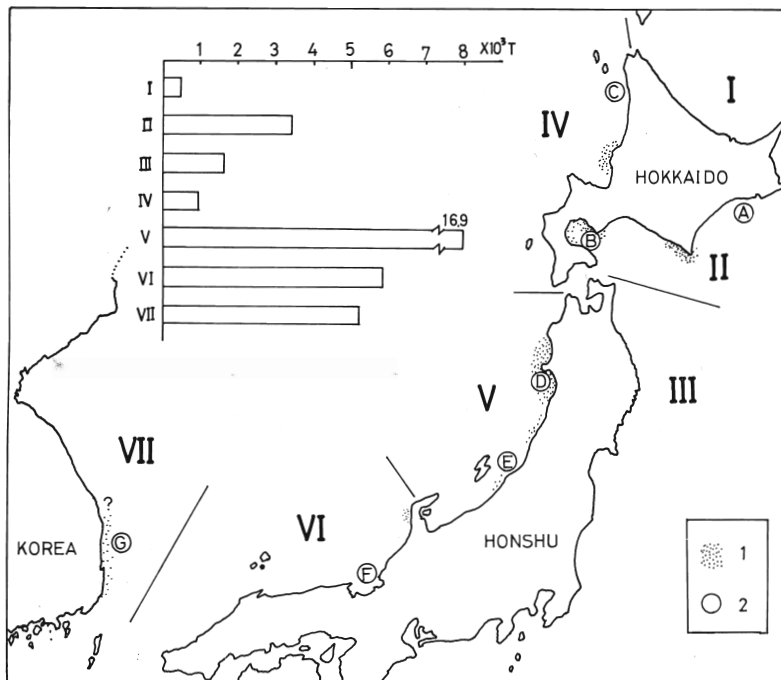 1 2 3 4 5 6 7 8 X10³T
I
II
III
IV
V
16,9
VI
VII
C
I
IV
HOKKAIDO
A
B
II
D
V
III
VII
E
?
VI
KOREA
G
HONSHU
F
1
2